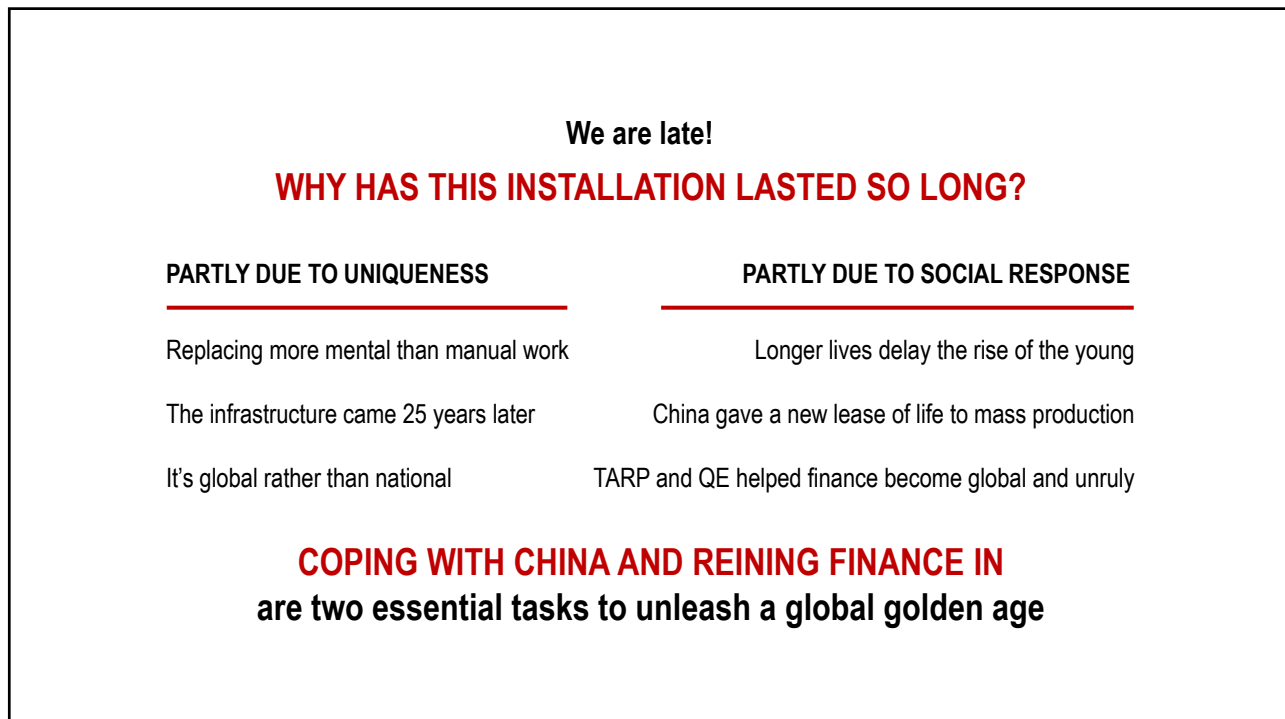 We are late!
WHY HAS THIS INSTALLATION LASTED SO LONG?
PARTLY DUE TO UNIQUENESS
Replacing more mental than manual work
The infrastructure came 25 years later
It’s global rather than national
PARTLY DUE TO SOCIAL RESPONSE
Longer lives delay the rise of the young
China gave a new lease of life to mass production
TARP and QE helped finance become global and unruly
COPING WITH CHINA AND REINING FINANCE IN
are two essential tasks to unleash a global golden age